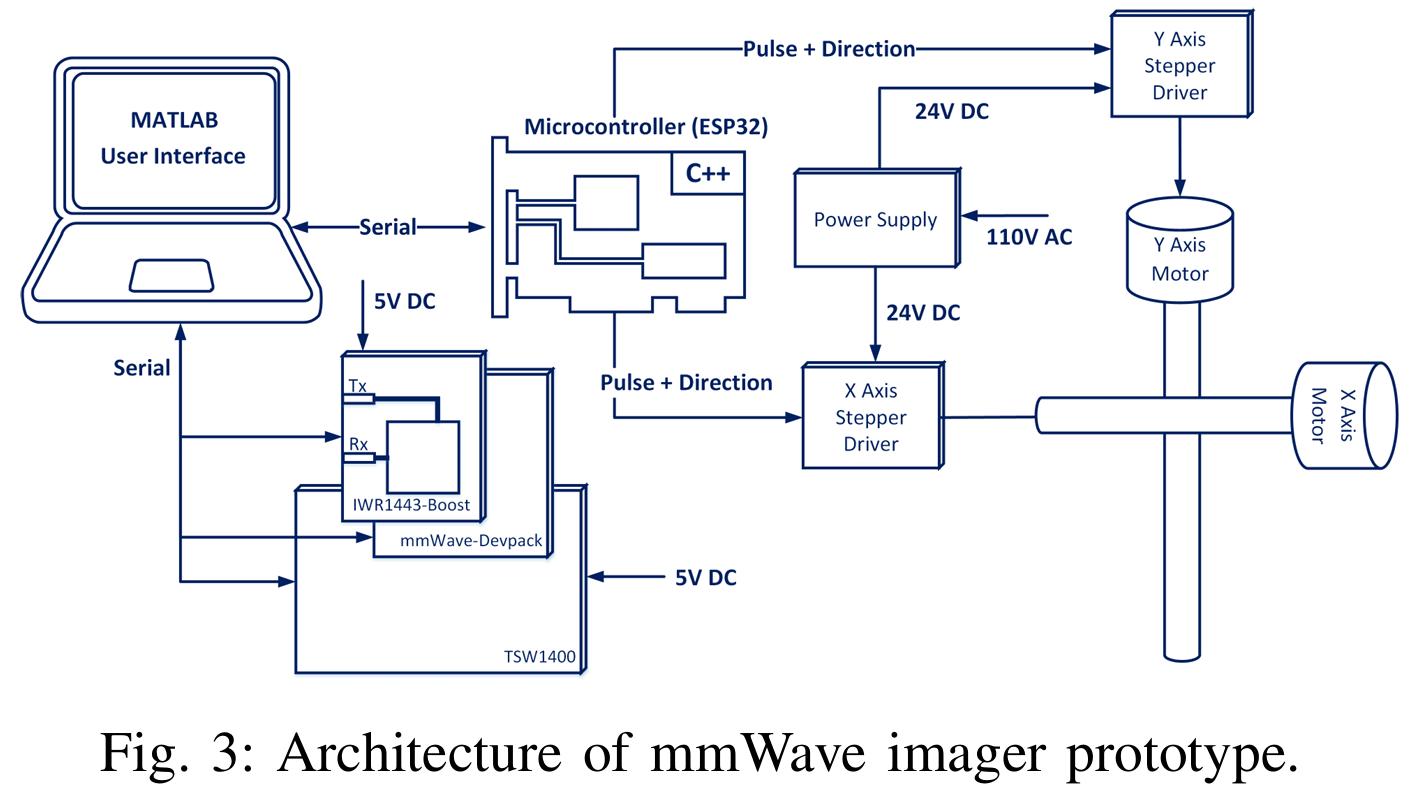 Pulse + Direction
Y Axis
Stepper
Driver
MATLAB
User Interface
24V DC
Microcontroller (ESP32)
C++
Serial
Power Supply
110V AC
Y Axis
Motor
5V DC
24V DC
Serial
Pulse + Direction
Tx
Rx
IWR1443-Boost
mmWave-Devpack
X Axis
Stepper
Driver
X Axis
Motor
5V DC
TSW1400
Fig. 3: Architecture of mmWave imager prototype.